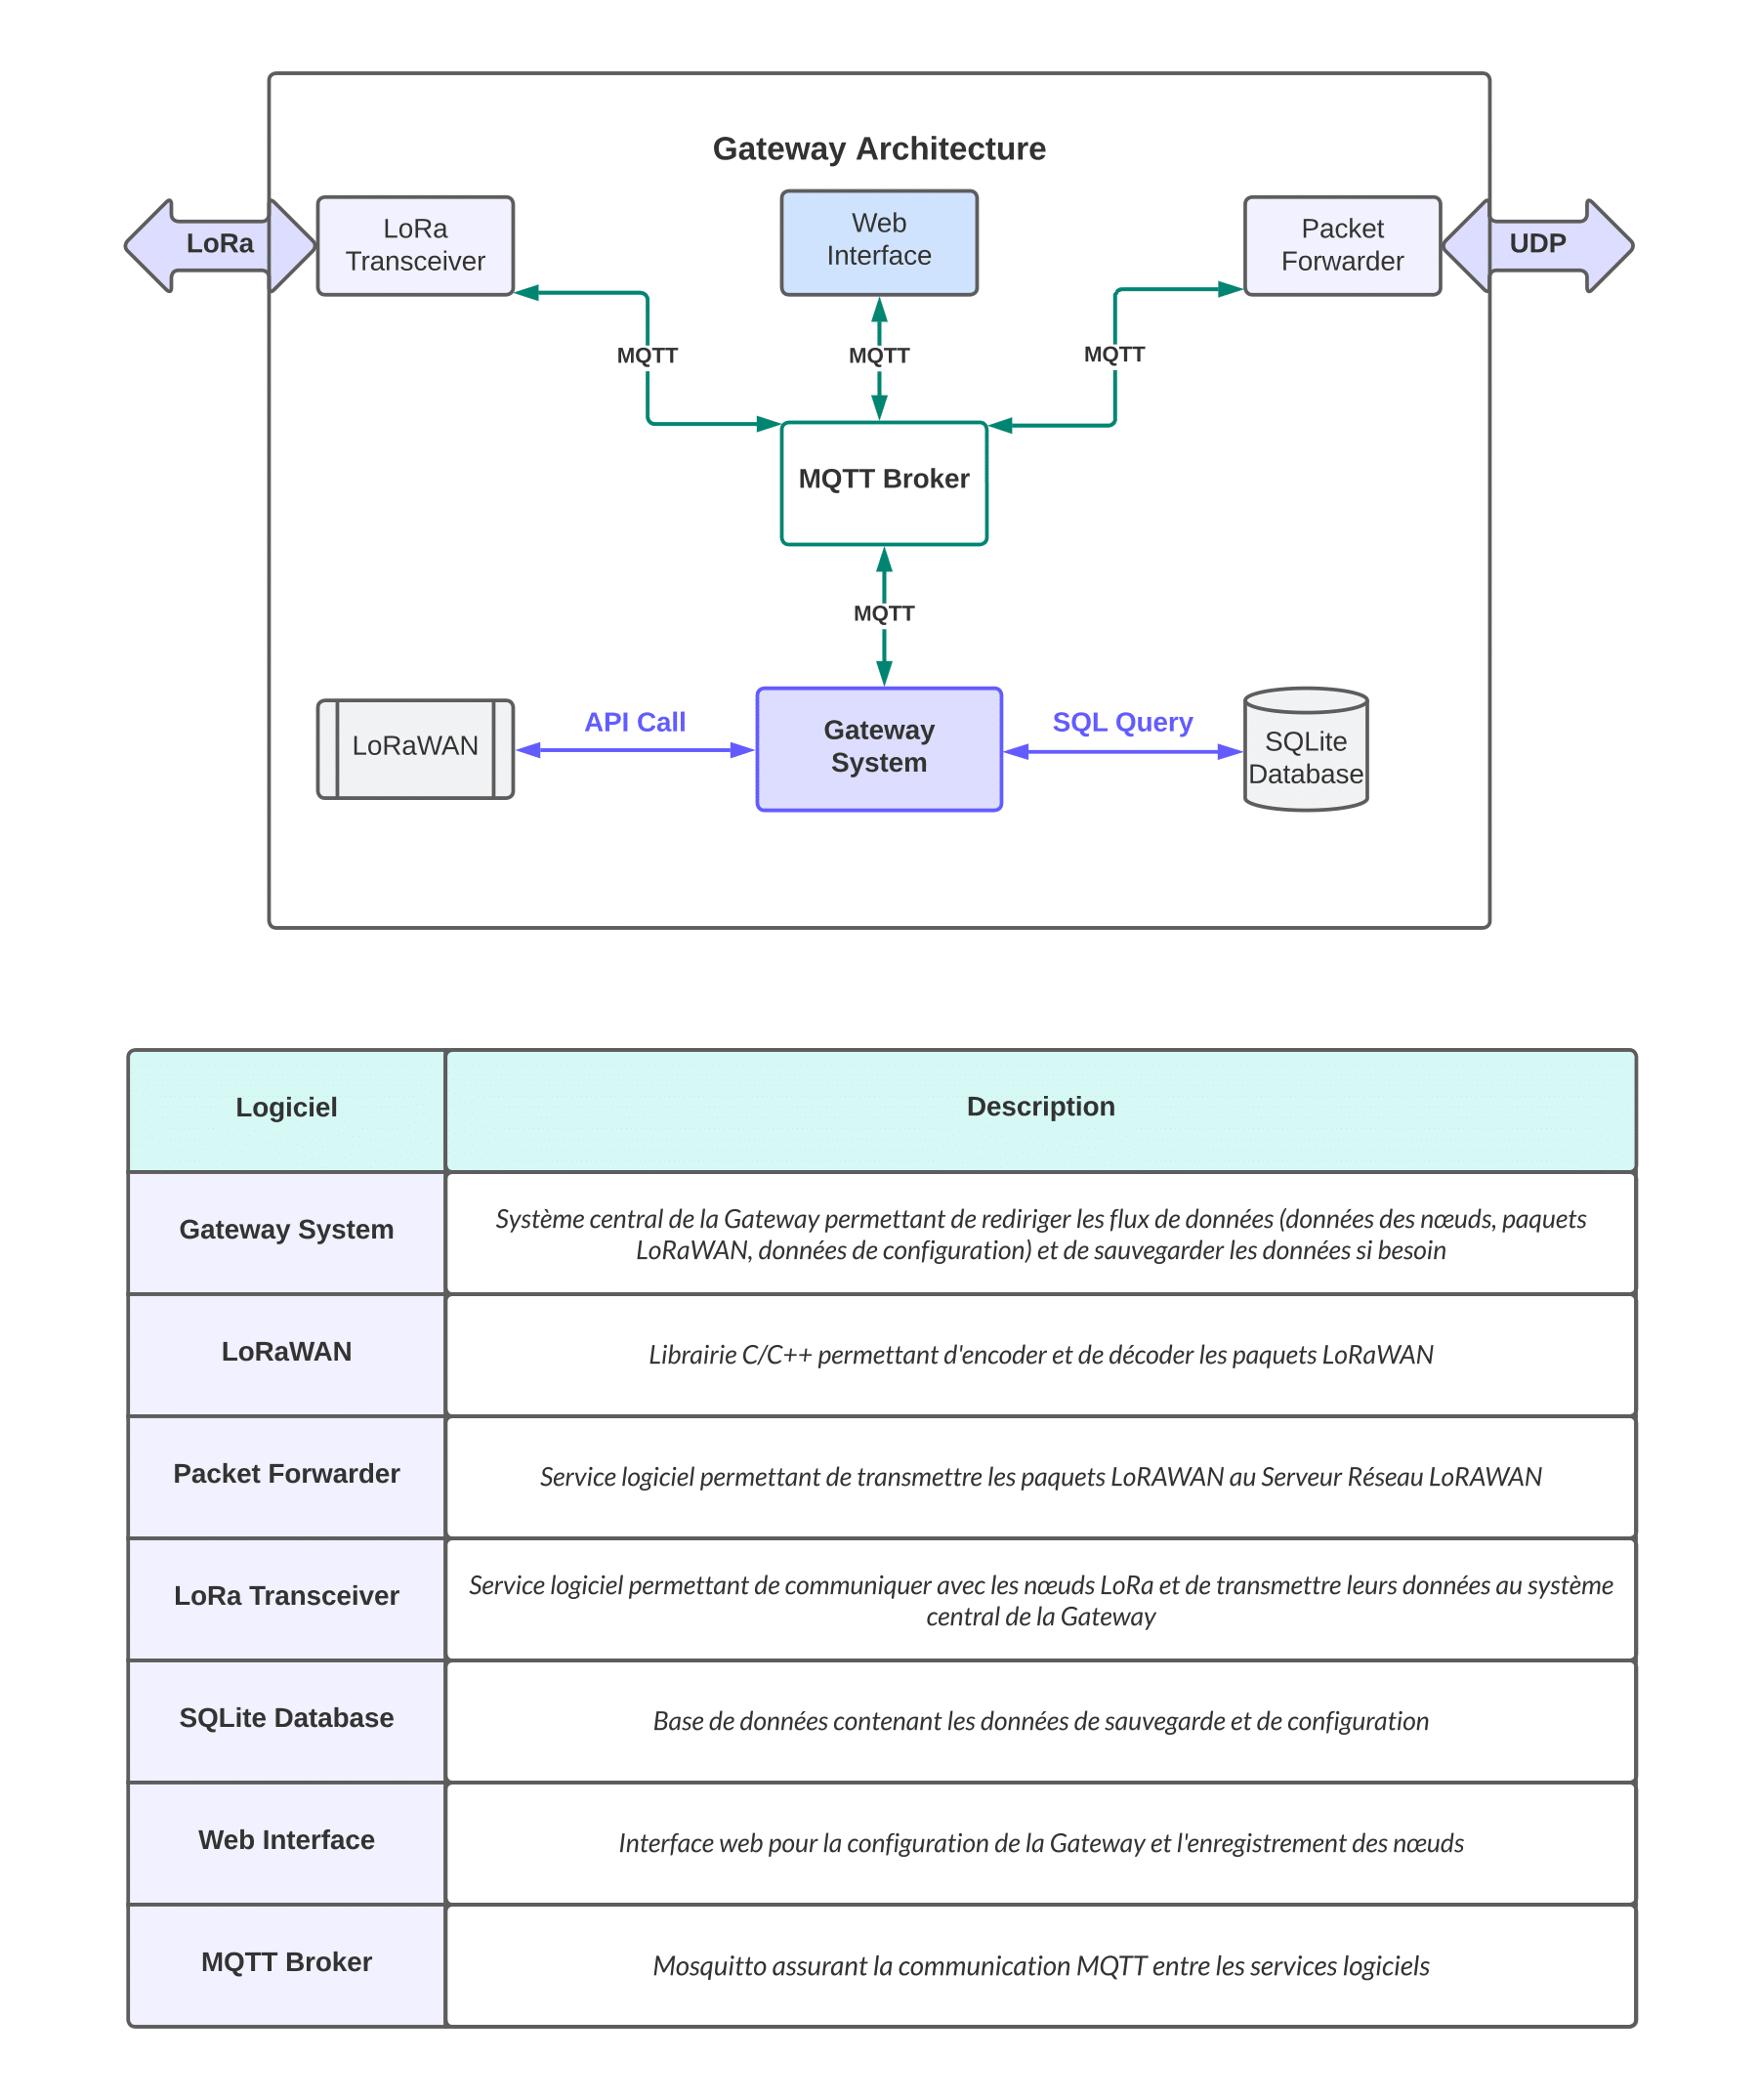 Gateway Architecture
LoRa
LoRa
Transceiver
Web
Interface
Packet
Forwarder
UDP
MQTT
MQTT
MQTT
MQTT Broker
MQTT
LoRaWAN
API Call
Gateway
System
SQL Query
SQLite
Database
Logiciel
Description
Gateway System
Système central de la Gateway permettant de rediriger les flux de données (données des nœuds, paquets
LoRaWAN, données de configuration) et de sauvegarder les données si besoin
LoRaWAN
Librairie C/C++ permettant d'encoder et de décoder les paquets LoRaWAN
Packet Forwarder
Service logiciel permettant de transmettre les paquets LoRAWAN au Serveur Réseau LoRAWAN
LoRa Transceiver
Service logiciel permettant de communiquer avec les nœuds LoRa et de transmettre leurs données au système
central de la Gateway
SQLite Database
Base de données contenant les données de sauvegarde et de configuration
Web Interface
Interface web pour la configuration de la Gateway et l'enregistrement des nœuds
MQTT Broker
Mosquitto assurant la communication MQTT entre les services logiciels